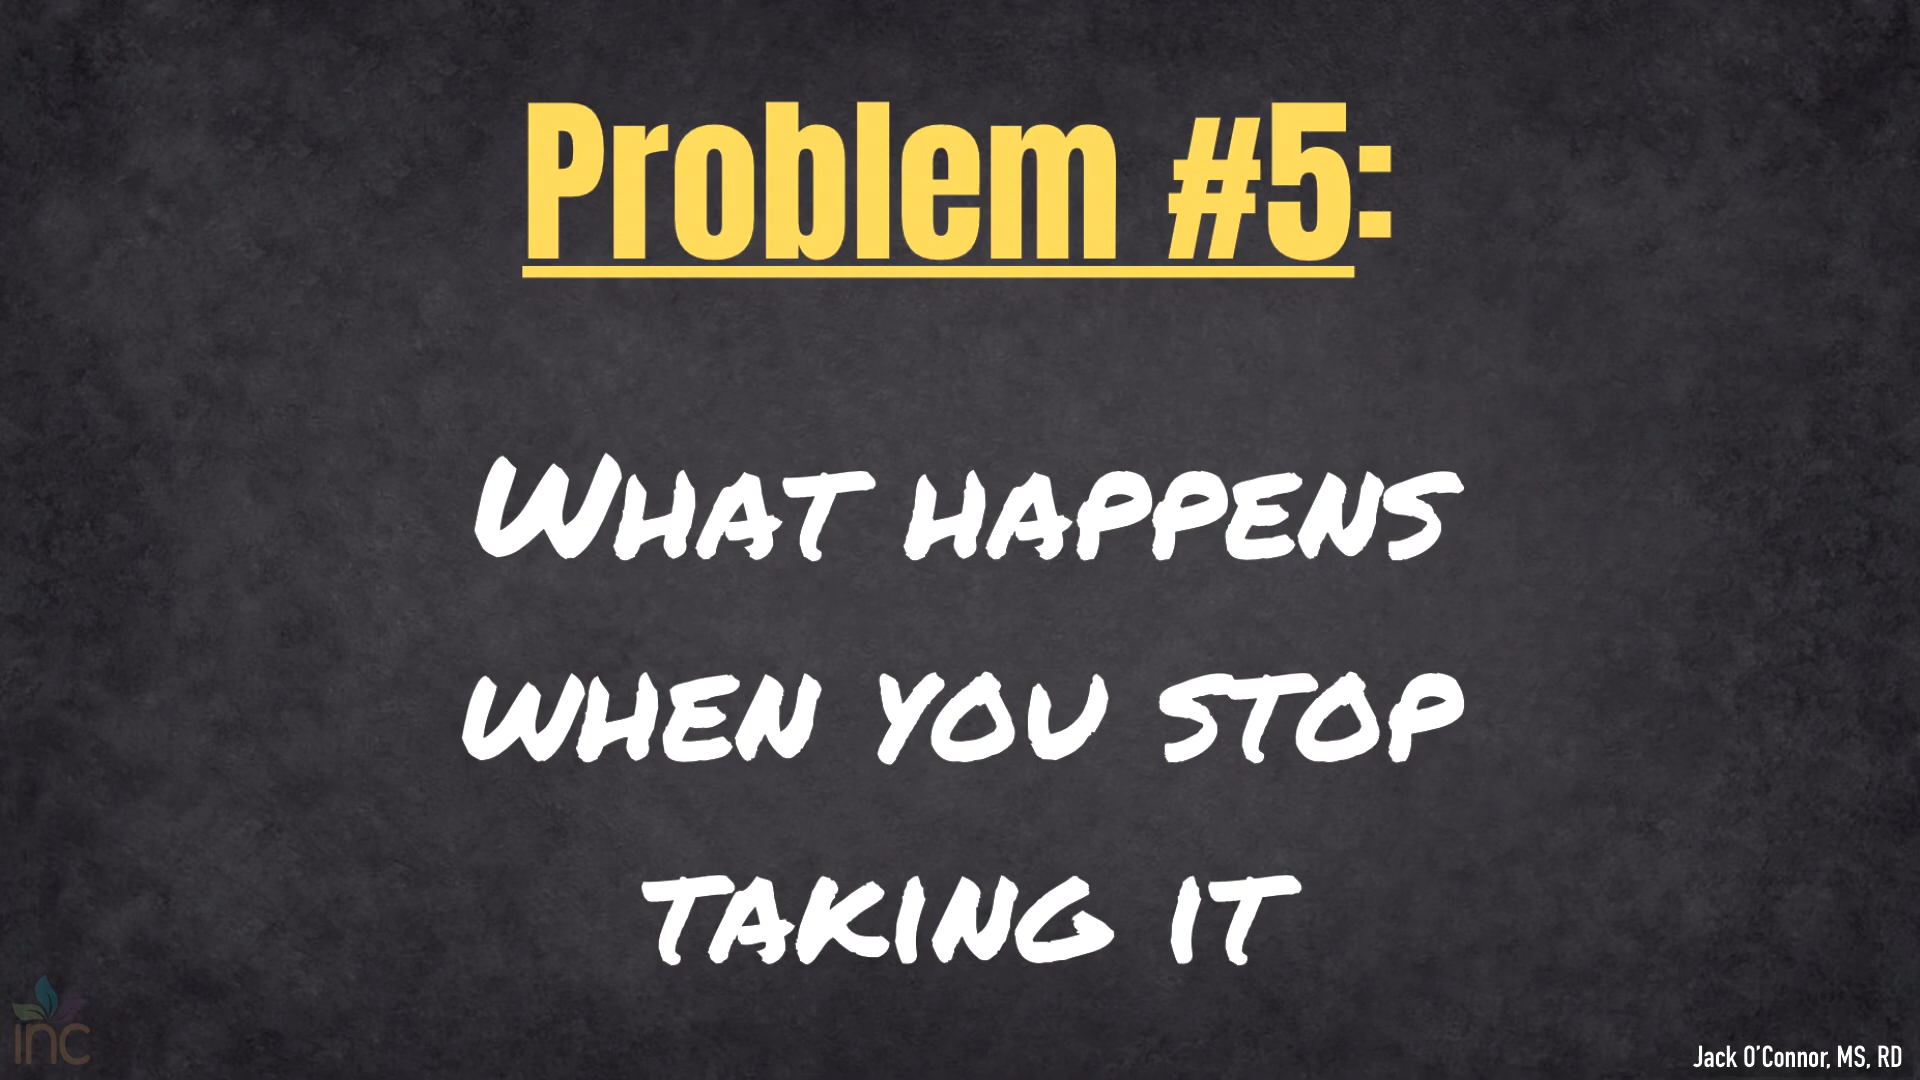 Problem #5:
What happens
when you stop
taking it
inc
Jack O'Connor, MS, RD